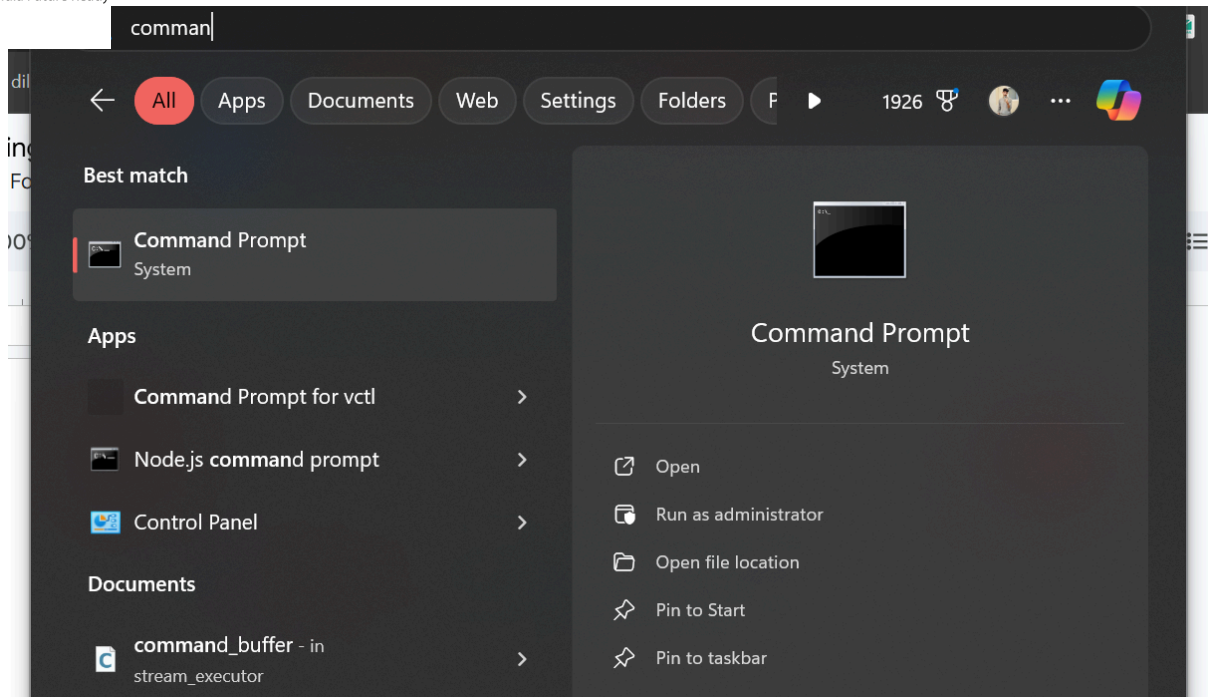 comman
All Apps Documents Web Settings Folders 1926
Best match
Command Prompt
System
Apps
Command Prompt for vctl
Node.js command prompt
Control Panel
Documents
command_buffer - in
stream_executor
Command Prompt
System
Open
Run as administrator
Open file location
Pin to Start
Pin to taskbar